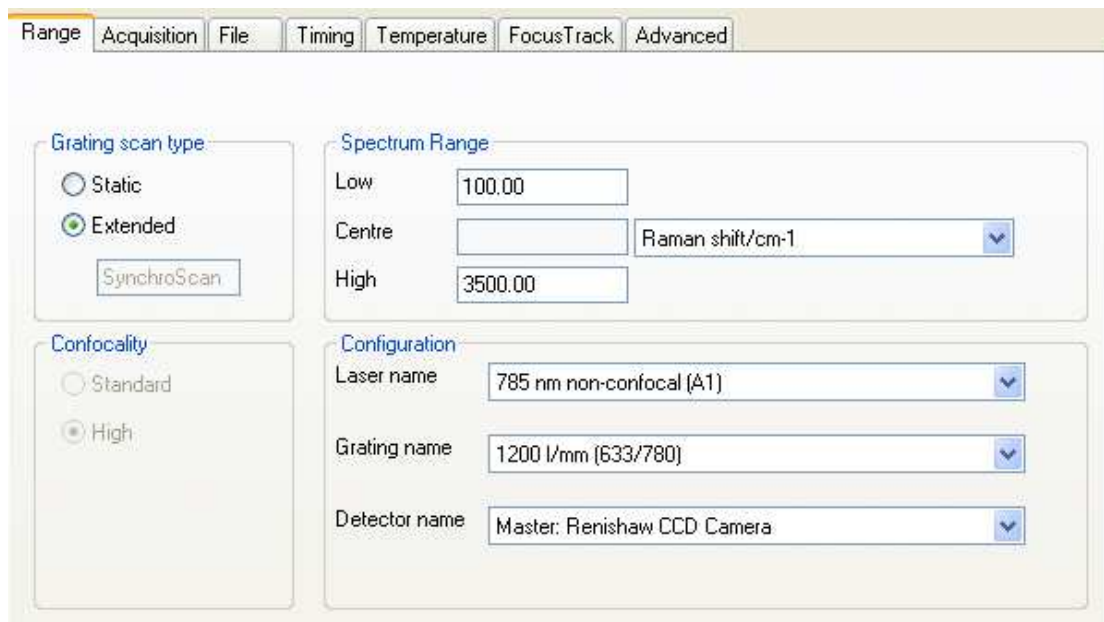 Range Acquisition File Timing Temperature FocusTrack Advanced
Grating scan type
Static
Extended
SynchroScan
Spectrum Range
Low 100.00
Centre Raman shift/cm-1
High 3500.00
Confocality
Standard
High
Configuration
Laser name 785 nm non-confocal (A1)
Grating name 1200 l/mm (633/780)
Detector name Master: Renishaw CCD Camera